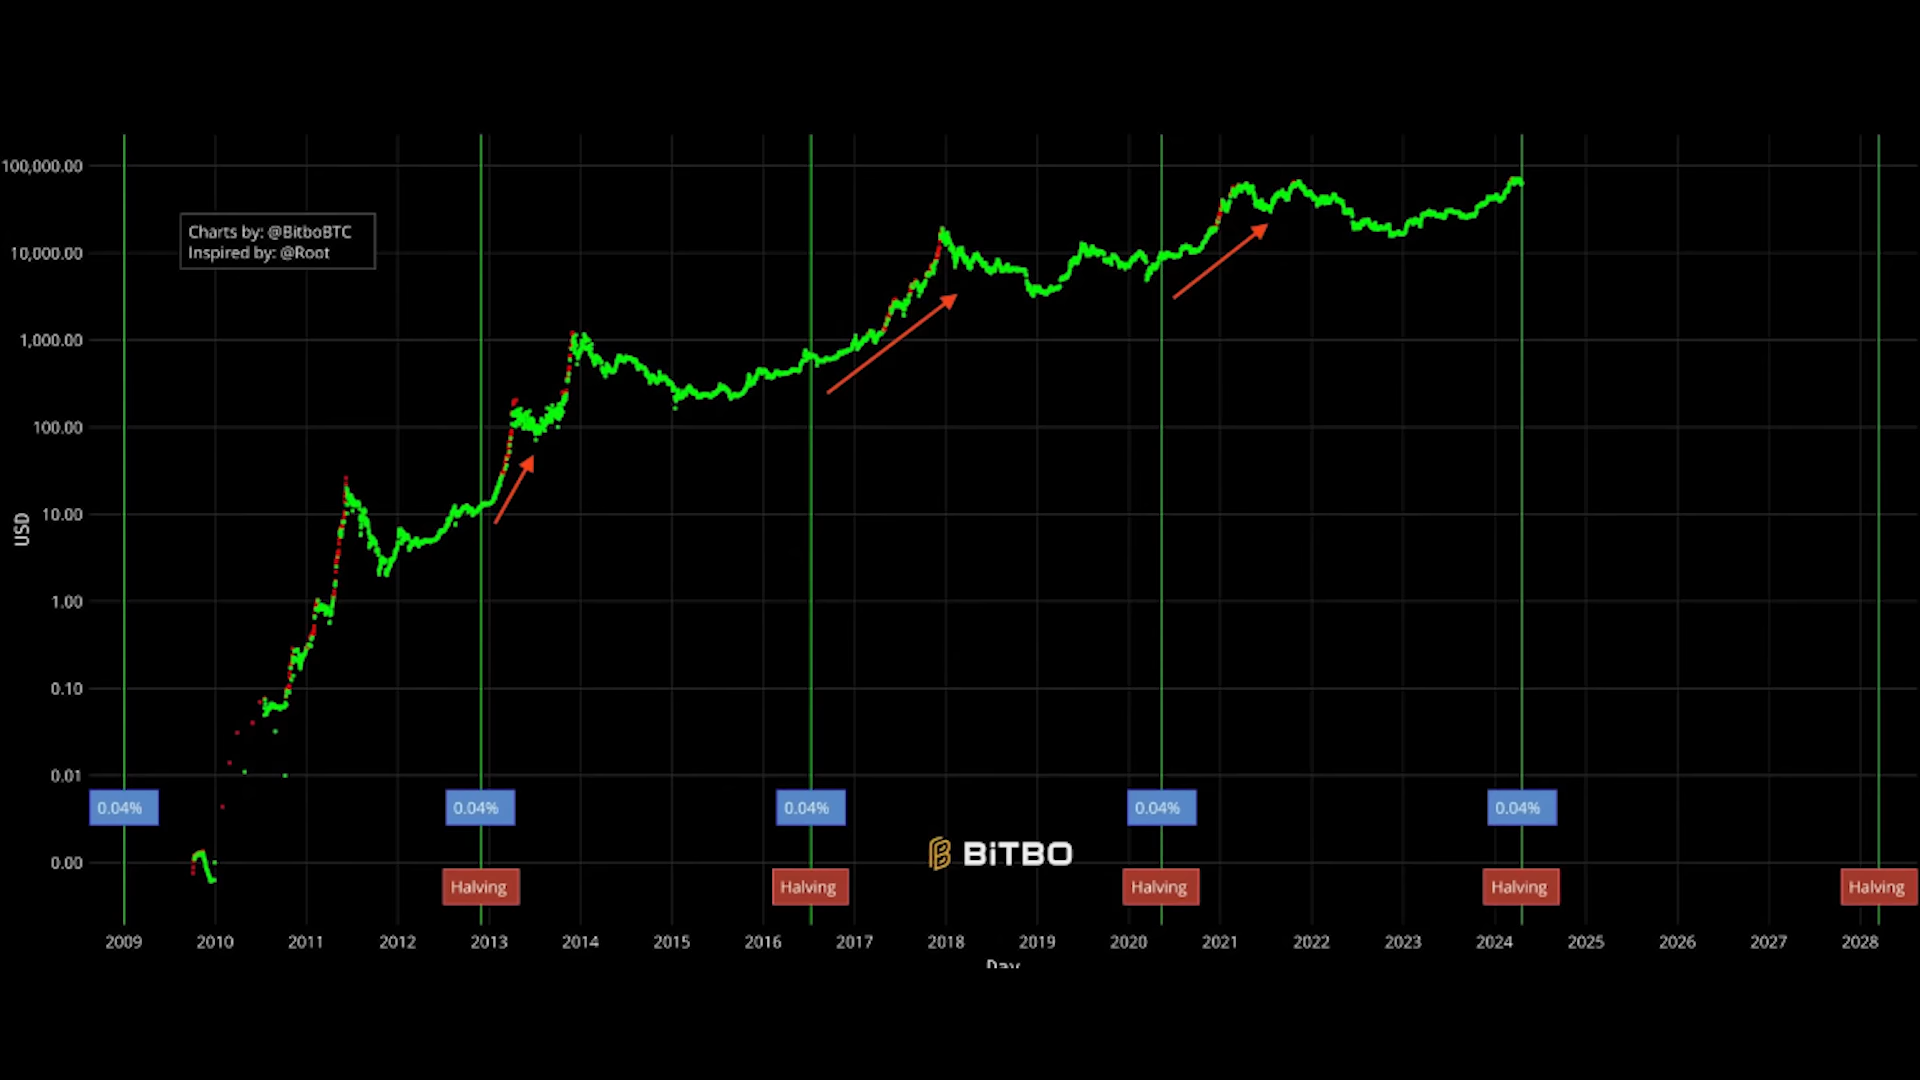 100,000.00
10,000.00
1,000.00
100.00
10.00
1.00
0.10
0.01
0.00
USD
Charts by: @BitboBTC
Inspired by: @Root
0.04%
0.04%
0.04%
0.04%
0.04%
BiTBO
Halving
Halving
Halving
Halving
Halving
2009 2010 2011 2012 2013 2014 2015 2016 2017 2018 2019 2020 2021 2022 2023 2024 2025 2026 2027 2028
Day